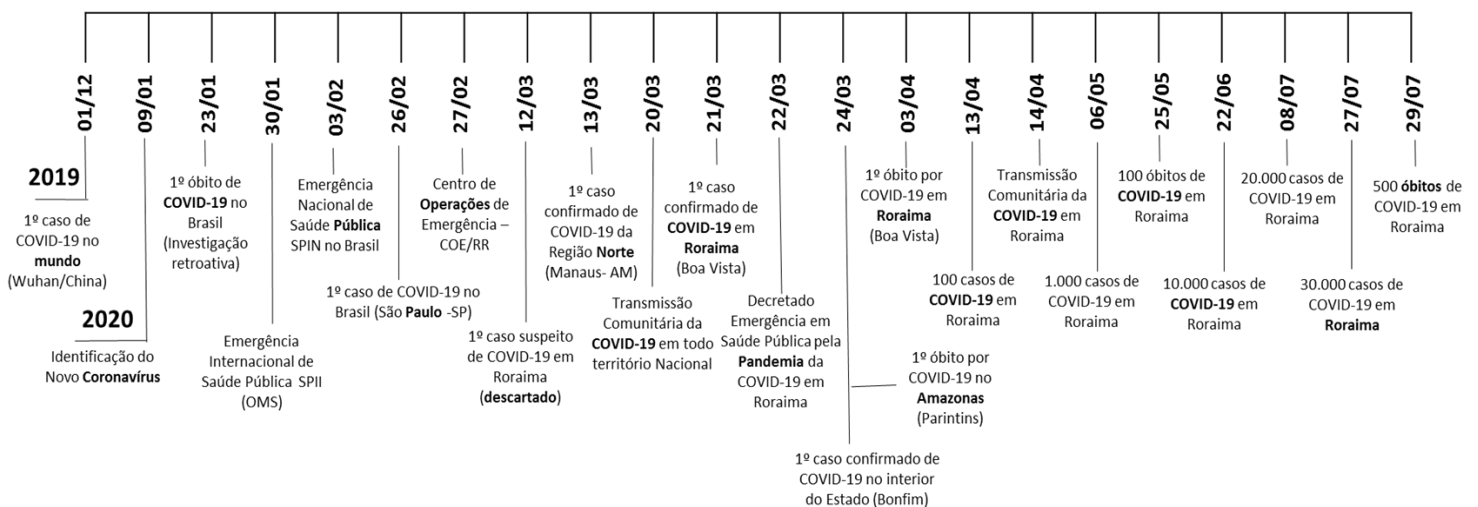 01/12
09/01
23/01
30/01
03/02
26/02
27/02
12/03
13/03
20/03
21/03
22/03
24/03
03/04
13/04
14/04
06/05
25/05
22/06
08/07
27/07
29/07
2019
1º caso de
COVID-19 no
mundo
(Wuhan/China)
2020
Identificação do
Novo Coronavírus
1º óbito de
COVID-19 no
Brasil
(Investigação
retroativa)
Emergência
Internacional de
Saúde Pública SPII
(OMS)
Emergência
Nacional de
Saúde Pública
SPIN no Brasil
1º caso de COVID-19 no
Brasil (São Paulo -SP)
Centro de
Operações de
Emergência –
COE/RR
1º caso suspeito
de COVID-19 em
Roraima
(descartado)
1º caso
confirmado de
COVID-19 da
Região Norte
(Manaus- AM)
Transmissão
Comunitária da
COVID-19 em todo
território Nacional
1º caso
confirmado de
COVID-19 em
Roraima
(Boa Vista)
Decretado
Emergência em
Saúde Pública pela
Pandemia da
COVID-19 em
Roraima
1º caso confirmado de
COVID-19 no interior
do Estado (Bonfim)
1º óbito por
COVID-19 no
Amazonas
(Parintins)
1º óbito por
COVID-19 em
Roraima
(Boa Vista)
100 casos de
COVID-19 em
Roraima
Transmissão
Comunitária da
COVID-19 em
Roraima
1.000 casos de
COVID-19 em
Roraima
100 óbitos de
COVID-19 em
Roraima
10.000 casos de
COVID-19 em
Roraima
20.000 casos de
COVID-19 em
Roraima
30.000 casos de
COVID-19 em
Roraima
500 óbitos de
COVID-19 em
Roraima